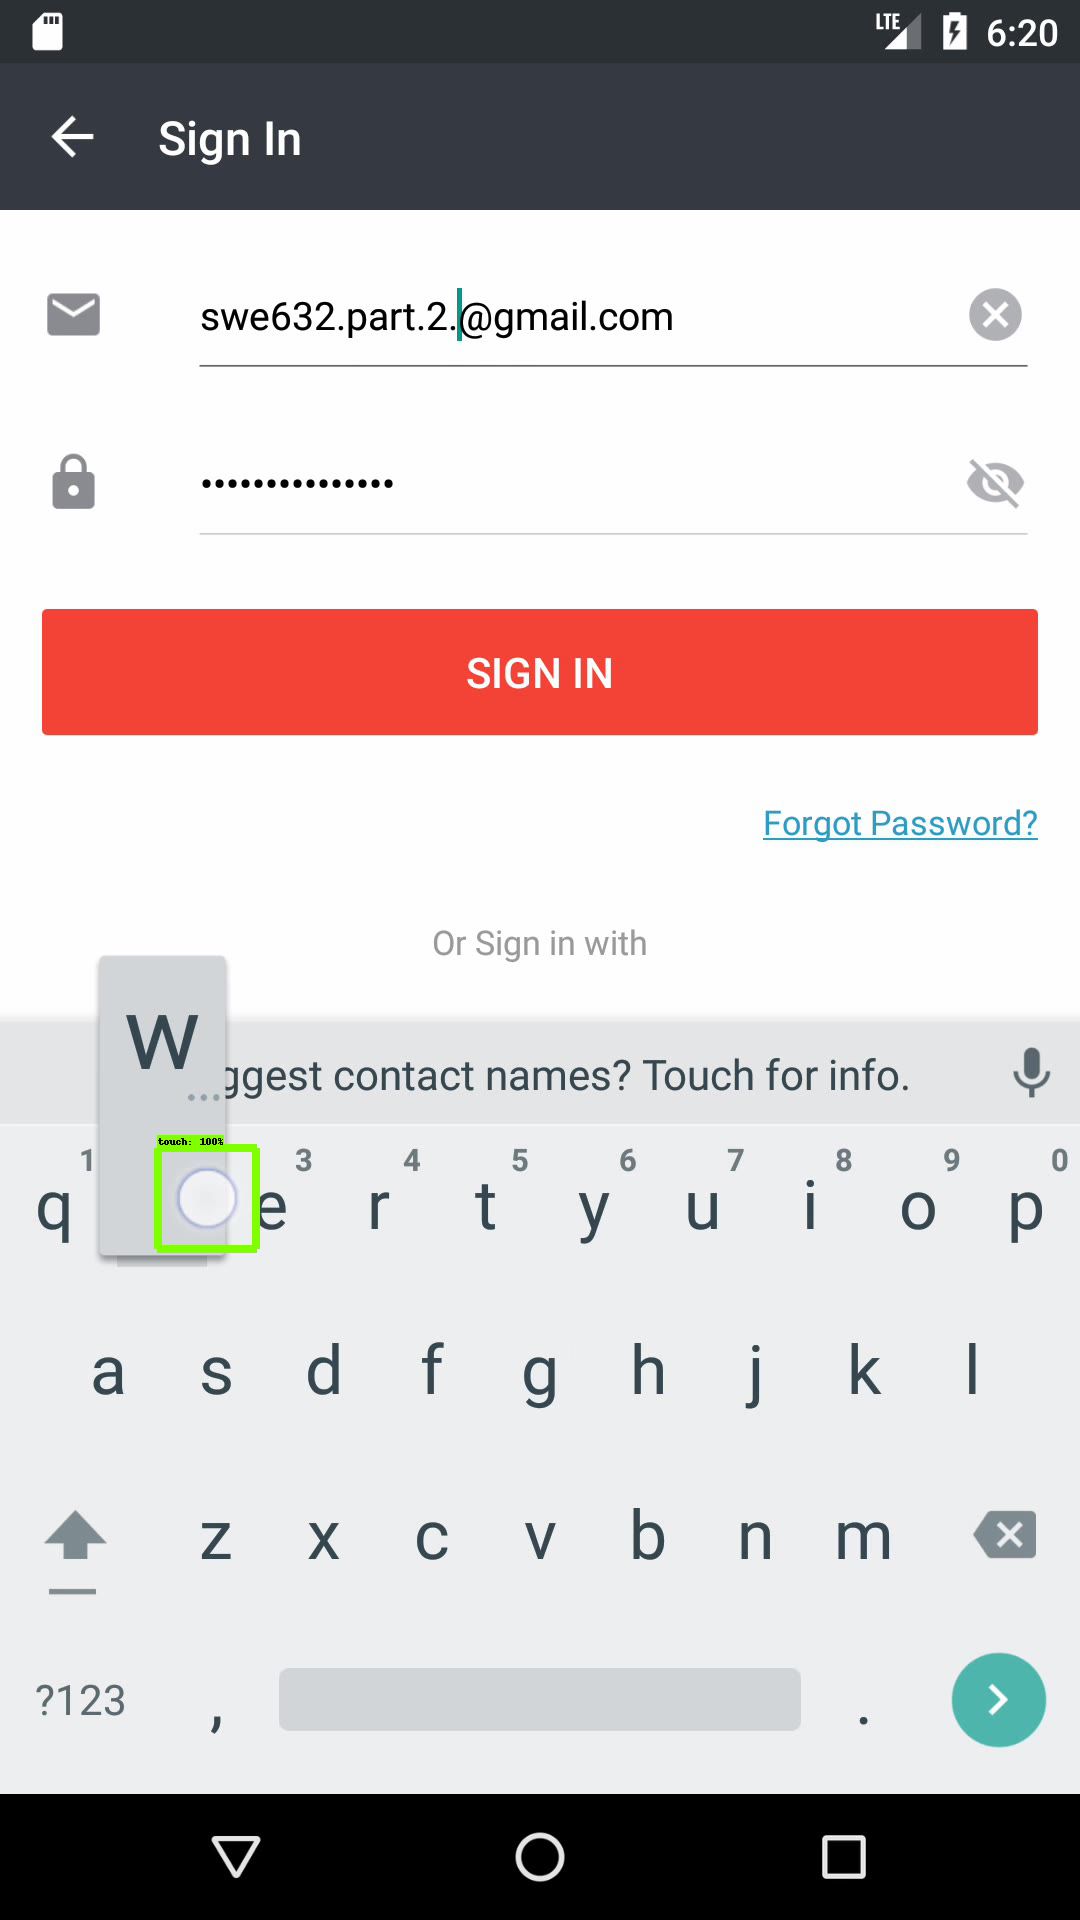 LTE 6:20
Sign In
swe632.part.2.@gmail.com
•••••••••••••••
SIGN IN
Forgot Password?
Or Sign in with
w
...
ggest contact names? Touch for info.
touch: 100%
1 3 4 5 6 7 8 9 0
q e r t y u i o p
a s d f g h j k l
z x c v b n m
?123 , .